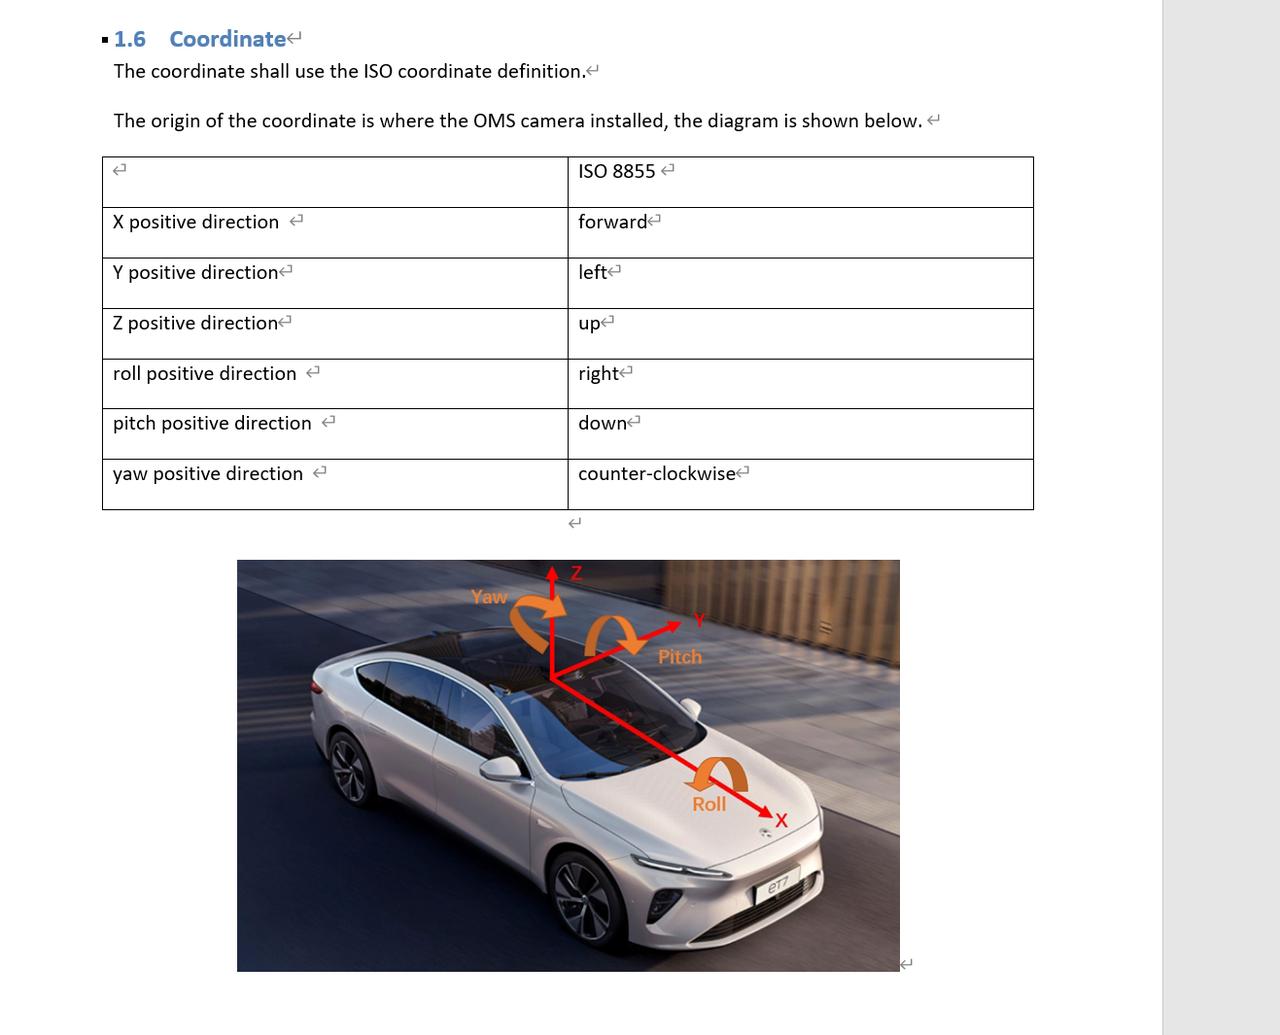 1.6 Coordinate
The coordinate shall use the ISO coordinate definition.
The origin of the coordinate is where the OMS camera installed, the diagram is shown below.
ISO 8855
X positive direction forward
Y positive direction left
Z positive direction up
roll positive direction right
pitch positive direction down
yaw positive direction counter-clockwise
Z
Yaw
Y
Pitch
Roll
X
ET7